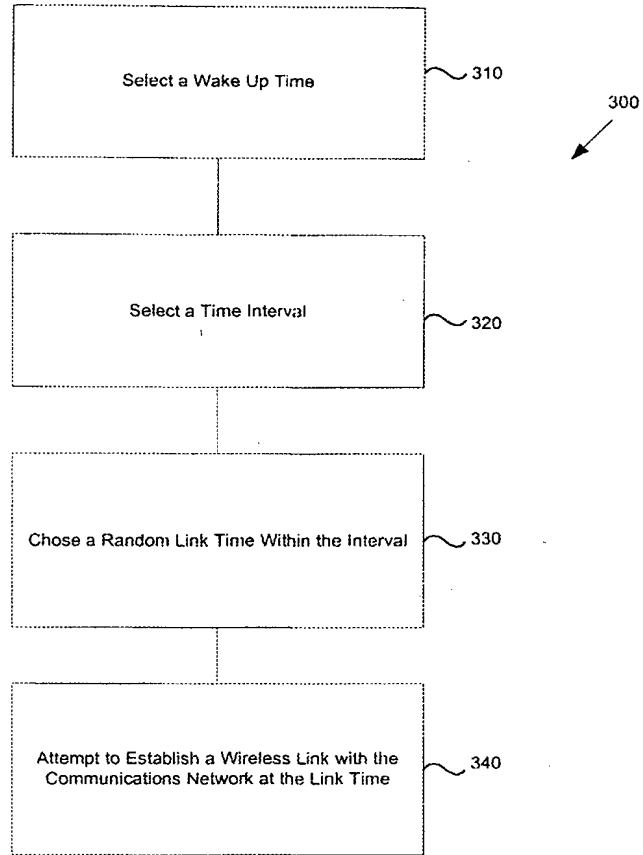 Select a Wake Up Time
310
300
Select a Time Interval
320
Chose a Random Link Time Within the Interval
330
Attempt to Establish a Wireless Link with the
Communications Network at the Link Time
340